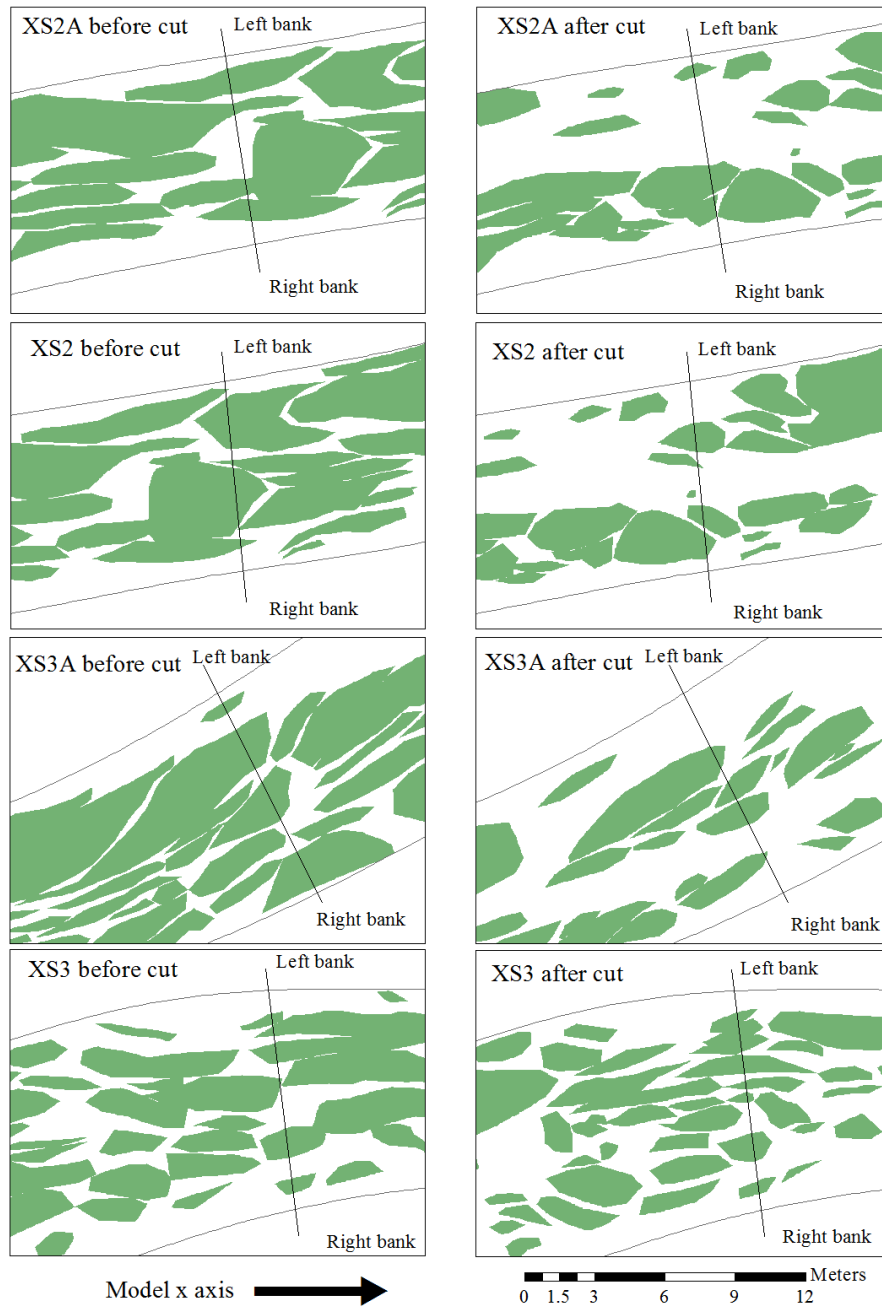 XS2A before cut
Left bank
Right bank
XS2A after cut
Left bank
Right bank
XS2 before cut
Left bank
Right bank
XS2 after cut
Left bank
Right bank
XS3A before cut
Left bank
Right bank
XS3A after cut
Left bank
Right bank
XS3 before cut
Left bank
Right bank
XS3 after cut
Left bank
Right bank
Model x axis
Meters
0 1.5 3 6 9 12